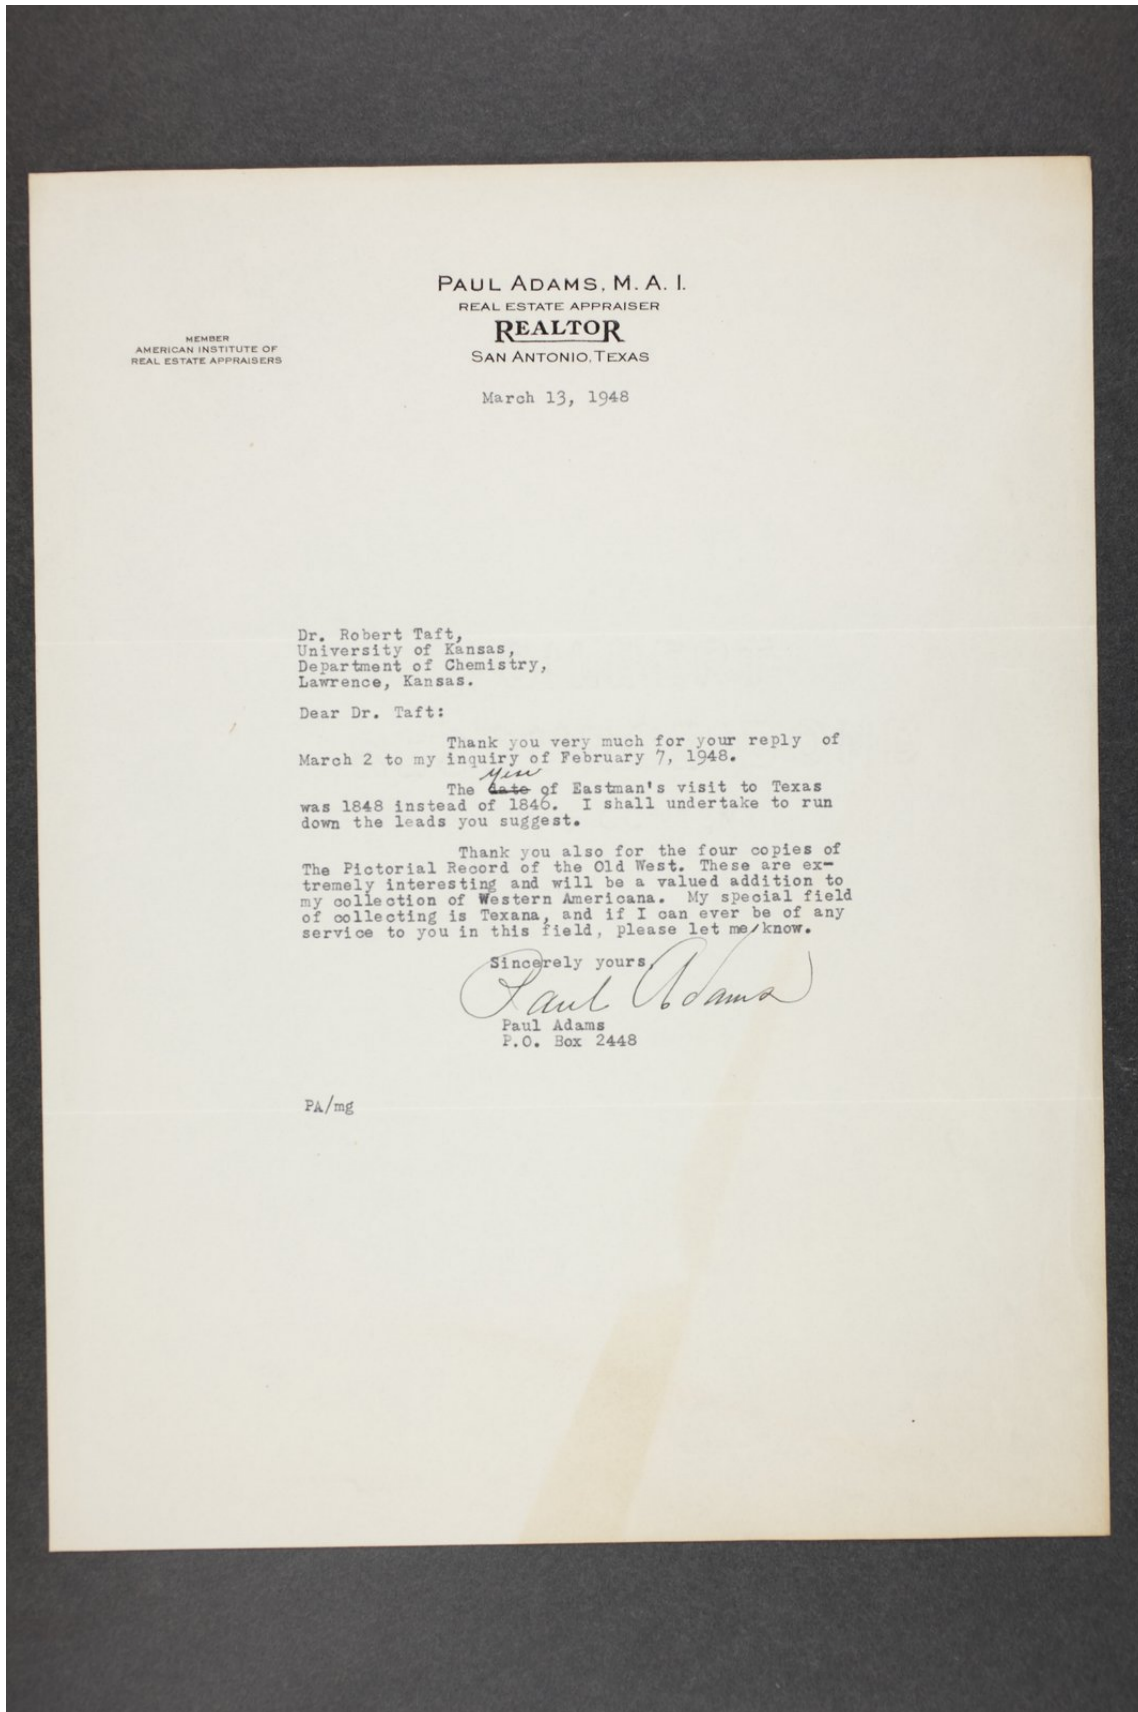 PAUL ADAMS, M. A. I.
REAL ESTATE APPRAISER
REALTOR
SAN ANTONIO, TEXAS
MEMBER
AMERICAN INSTITUTE OF
REAL ESTATE APPRAISERS
March 13, 1948
Dr. Robert Taft,
University of Kansas,
Department of Chemistry,
Lawrence, Kansas.
Dear Dr. Taft:
Thank you very much for your reply of
March 2 to my inquiry of February 7, 1948.
year
The date of Eastman's visit to Texas
was 1848 instead of 1846. I shall undertake to run
down the leads you suggest.
Thank you also for the four copies of
The Pictorial Record of the Old West. These are ex-
tremely interesting and will be a valued addition to
my collection of Western Americana. My special field
of collecting is Texana, and if I can ever be of any
service to you in this field, please let me know.
Sincerely yours,
Paul Adams
Paul Adams
P.O. Box 2448
PA/mg